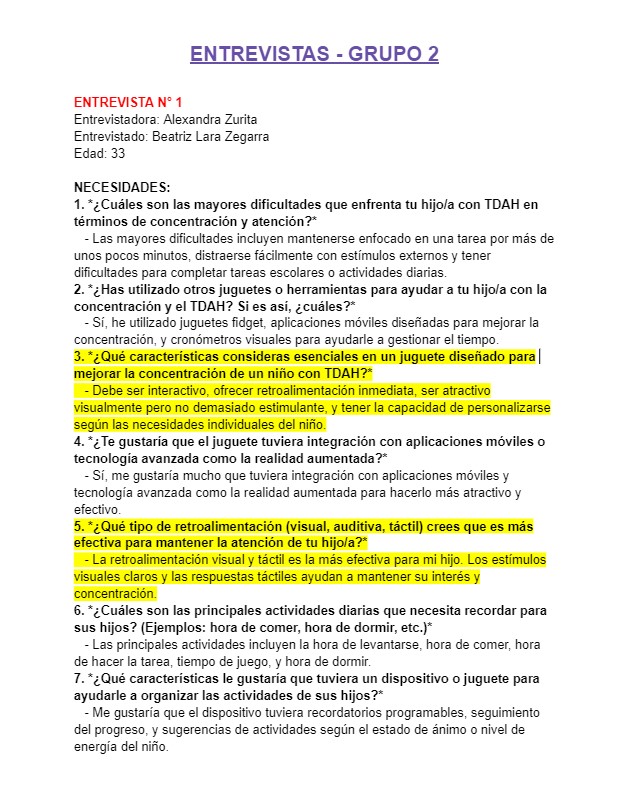 ENTREVISTAS - GRUPO 2
ENTREVISTA N° 1
Entrevistadora: Alexandra Zurita
Entrevistado: Beatriz Lara Zegarra
Edad: 33
NECESIDADES:
1. *¿Cuáles son las mayores dificultades que enfrenta tu hijo/a con TDAH en
términos de concentración y atención?*
- Las mayores dificultades incluyen mantenerse enfocado en una tarea por más de
unos pocos minutos, distraerse fácilmente con estímulos externos y tener
dificultades para completar tareas escolares o actividades diarias.
2. *¿Has utilizado otros juguetes o herramientas para ayudar a tu hijo/a con la
concentración y el TDAH? Si es así, ¿cuáles?*
- Sí, he utilizado juguetes fidget, aplicaciones móviles diseñadas para mejorar la
concentración, y cronómetros visuales para ayudarle a gestionar el tiempo.
3. *¿Qué características consideras esenciales en un juguete diseñado para
mejorar la concentración de un niño con TDAH?*
- Debe ser interactivo, ofrecer retroalimentación inmediata, ser atractivo
visualmente pero no demasiado estimulante, y tener la capacidad de personalizarse
según las necesidades individuales del niño.
4. *¿Te gustaría que el juguete tuviera integración con aplicaciones móviles o
tecnología avanzada como la realidad aumentada?*
- Sí, me gustaría mucho que tuviera integración con aplicaciones móviles y
tecnología avanzada como la realidad aumentada para hacerlo más atractivo y
efectivo.
5. *¿Qué tipo de retroalimentación (visual, auditiva, táctil) crees que es más
efectiva para mantener la atención de tu hijo/a?*
- La retroalimentación visual y táctil es la más efectiva para mi hijo. Los estímulos
visuales claros y las respuestas táctiles ayudan a mantener su interés y
concentración.
6. *¿Cuáles son las principales actividades diarias que necesita recordar para
sus hijos? (Ejemplos: hora de comer, hora de dormir, etc.)*
- Las principales actividades incluyen la hora de levantarse, hora de comer, hora
de hacer la tarea, tiempo de juego, y hora de dormir.
7. *¿Qué características le gustaría que tuviera un dispositivo o juguete para
ayudarle a organizar las actividades de sus hijos?*
- Me gustaría que el dispositivo tuviera recordatorios programables, seguimiento
del progreso, y sugerencias de actividades según el estado de ánimo o nivel de
energía del niño.